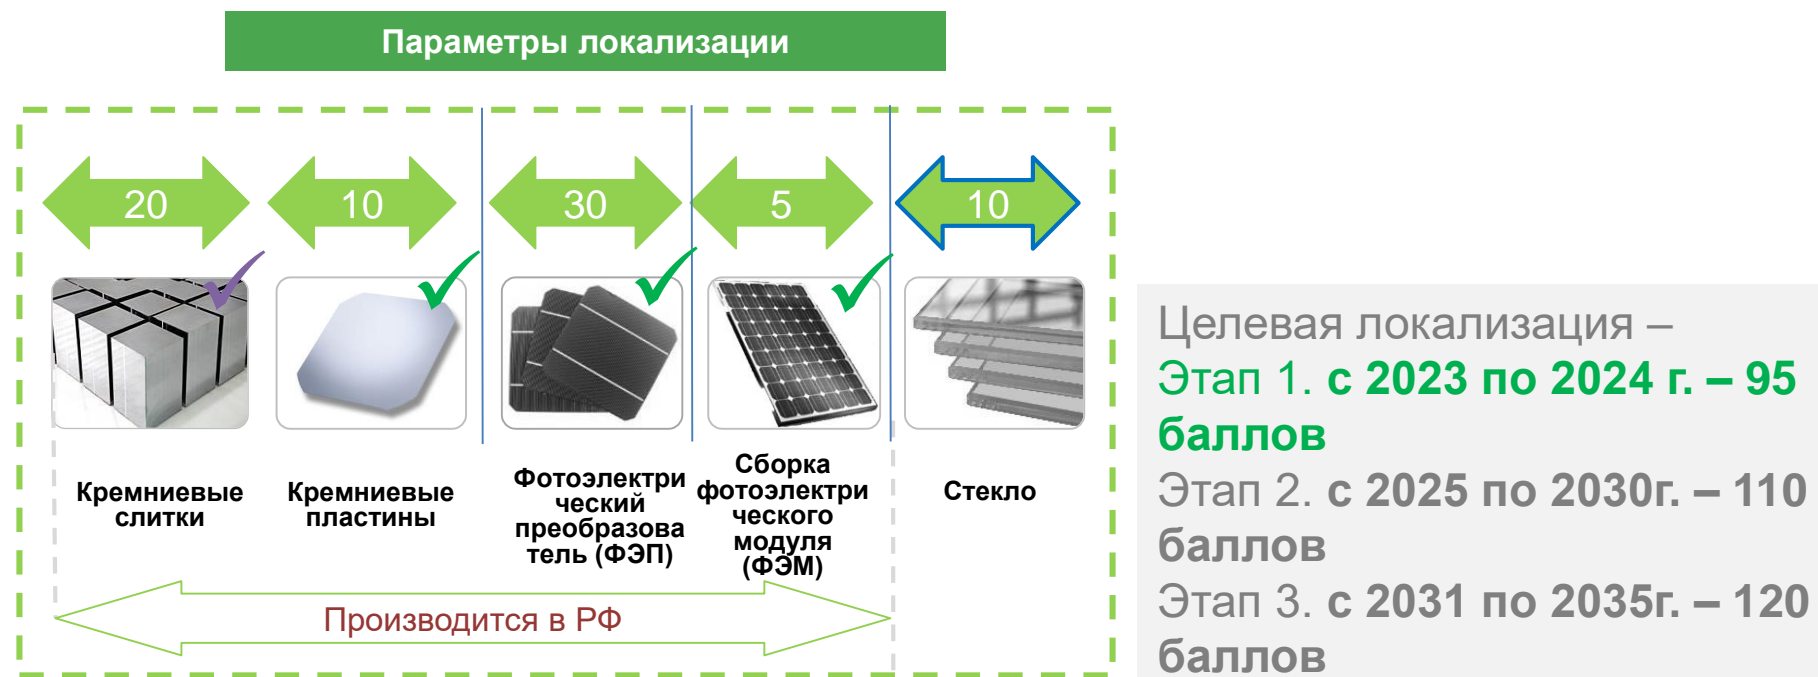 Параметры локализации
20
10
30
5
10
Кремниевые
слитки
Кремниевые
пластины
Фотоэлектри
ческий
преобразова
тель (ФЭП)
Сборка
фотоэлектри
ческого
модуля
(ФЭМ)
Стекло
Производится в РФ
Целевая локализация –
Этап 1. с 2023 по 2024 г. – 95
баллов
Этап 2. с 2025 по 2030г. – 110
баллов
Этап 3. с 2031 по 2035г. – 120
баллов